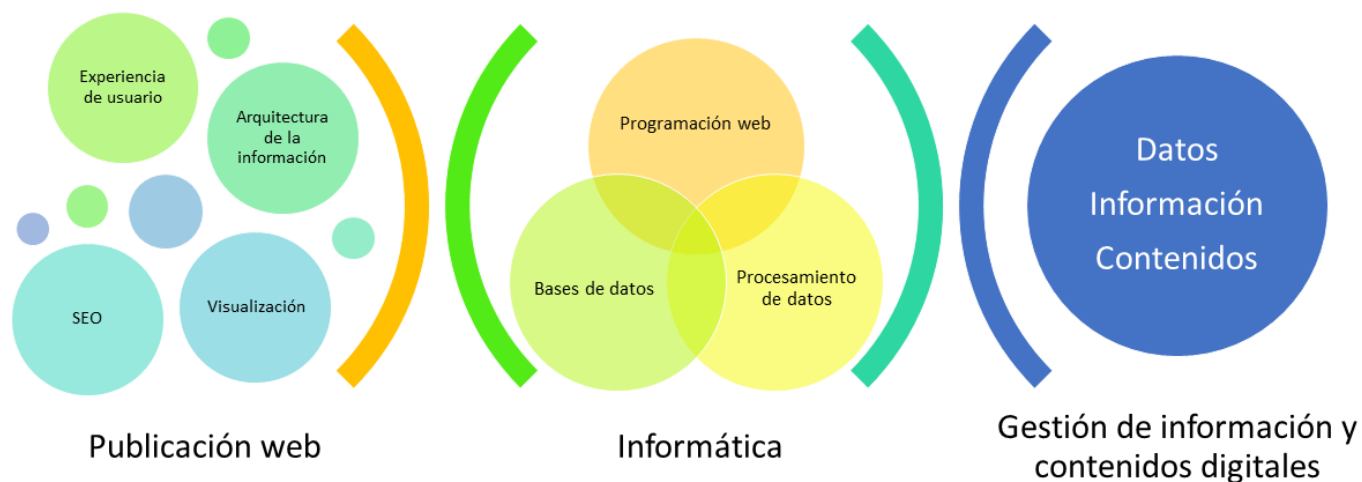 Experiencia
de usuario
Arquitectura
de la
información
SEO
Visualización
Publicación web
Programación web
Bases de datos
Procesamiento
de datos
Informática
Datos
Información
Contenidos
Gestión de información y
contenidos digitales